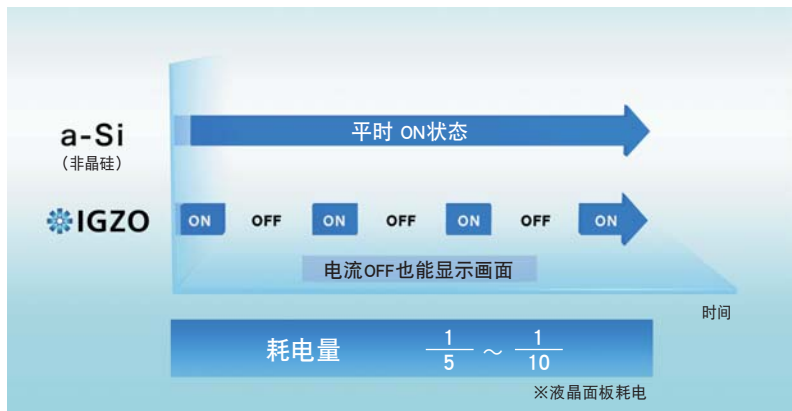 a-Si
（非晶硅）
平时 ON状态
IGZO
ON OFF ON OFF ON OFF ON
电流OFF也能显示画面
时间
耗电量 1/5 ～ 1/10
※液晶面板耗电